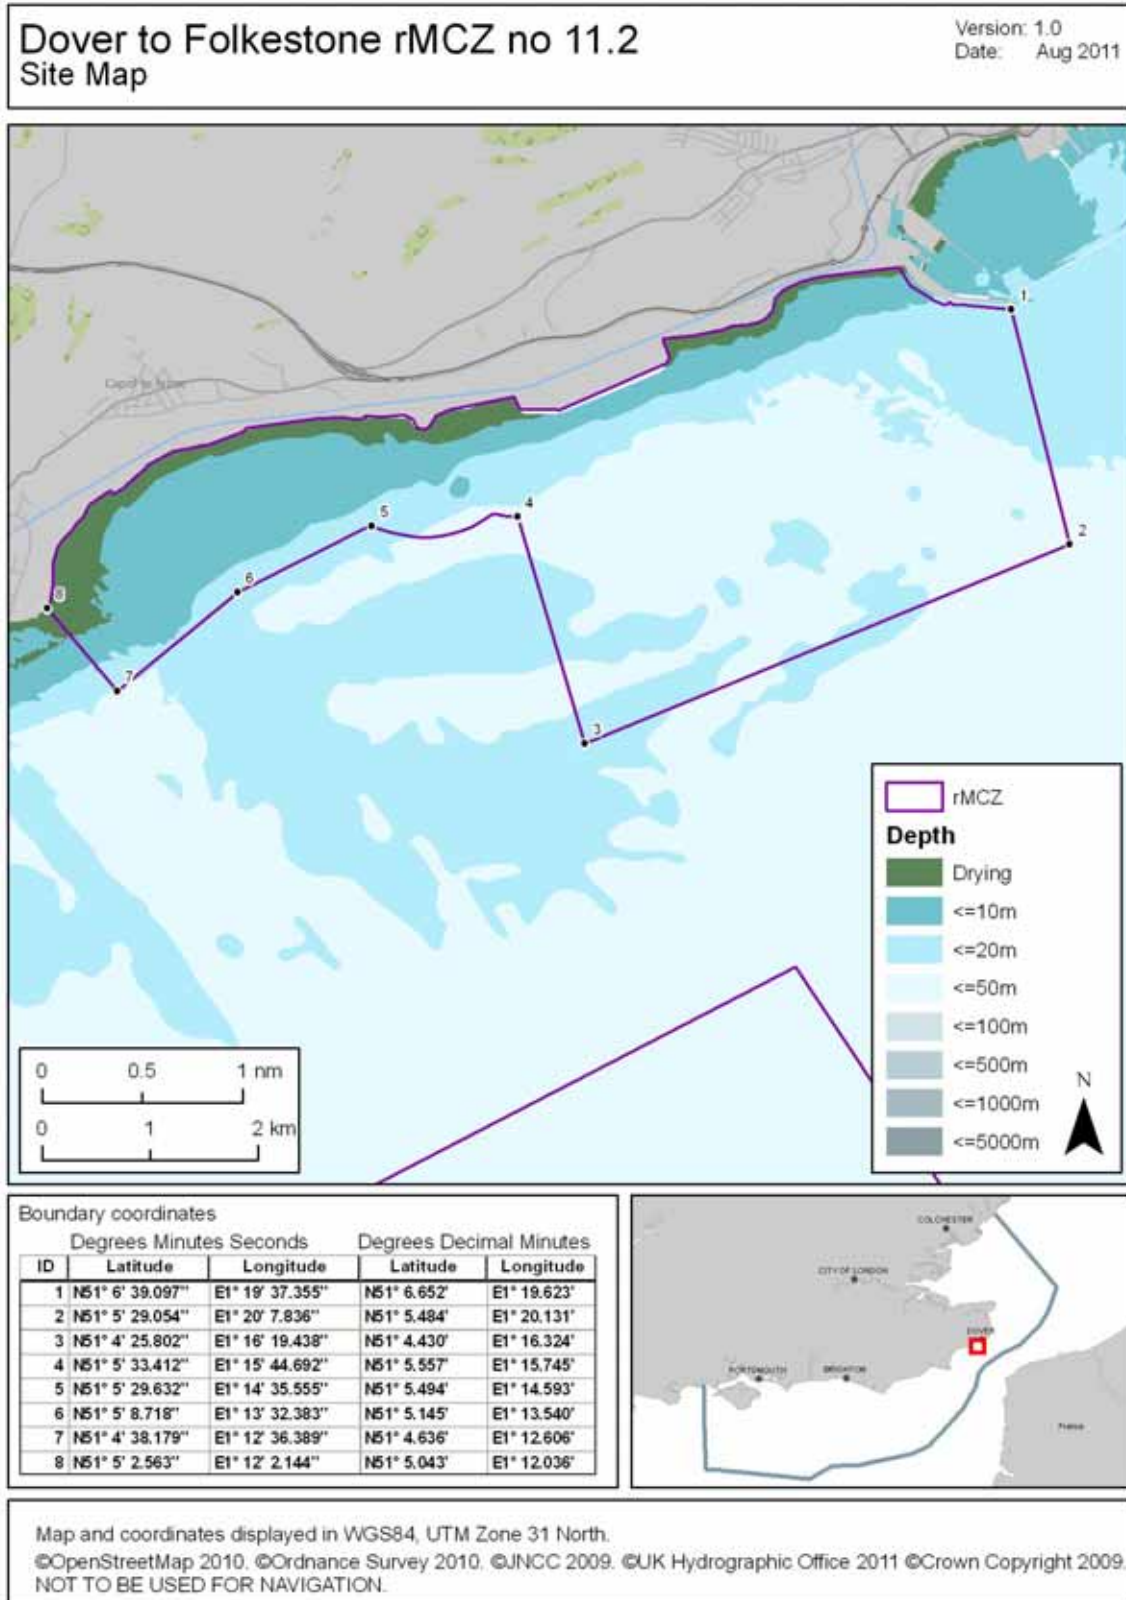 Dover to Folkestone rMCZ no 11.2
Site Map
Version: 1.0
Date: Aug 2011
1
2
3
4
5
6
7
8
rMCZ
Depth
Drying
<=10m
<=20m
<=50m
<=100m
<=500m
<=1000m
<=5000m
N
0 0.5 1 nm
0 1 2 km
Boundary coordinates
Degrees Minutes Seconds Degrees Decimal Minutes
ID Latitude Longitude Latitude Longitude
1 N51° 6' 39.097" E1° 19' 37.355" N51° 6.652' E1° 19.623'
2 N51° 5' 29.054" E1° 20' 7.836" N51° 5.484' E1° 20.131'
3 N51° 4' 25.802" E1° 16' 19.438" N51° 4.430' E1° 16.324'
4 N51° 5' 33.412" E1° 15' 44.692" N51° 5.557' E1° 15.745'
5 N51° 5' 29.632" E1° 14' 35.555" N51° 5.494' E1° 14.593'
6 N51° 5' 8.718" E1° 13' 32.383" N51° 5.145' E1° 13.540'
7 N51° 4' 38.179" E1° 12' 36.389" N51° 4.636' E1° 12.606'
8 N51° 5' 2.563" E1° 12' 2.144" N51° 5.043' E1° 12.036'
COLCHESTER
CITY OF LONDON
DOVER
PORTSMOUTH
BRIGHTON
France
Map and coordinates displayed in WGS84, UTM Zone 31 North.
©OpenStreetMap 2010. ©Ordnance Survey 2010. ©JNCC 2009. ©UK Hydrographic Office 2011 ©Crown Copyright 2009.
NOT TO BE USED FOR NAVIGATION.